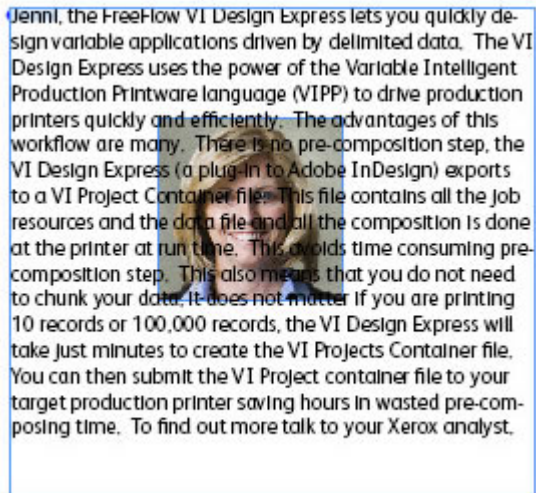 Jenni, the FreeFlow VI Design Express lets you quickly de-
sign variable applications driven by delimited data.  The VI
Design Express uses the power of the Variable Intelligent
Production Printware language (VIPP) to drive production
printers quickly and efficiently.  The advantages of this
workflow are many.  There is no pre-composition step, the
VI Design Express (a plug-in to Adobe InDesign) exports
to a VI Project Container file.  This file contains all the job
resources and the data file and all the composition is done
at the printer at run time.  This avoids time consuming pre-
composition step.  This also means that you do not need
to chunk your data, it does not matter if you are printing
10 records or 100,000 records, the VI Design Express will
take just minutes to create the VI Projects Container file.
You can then submit the VI Project container file to your
target production printer saving hours in wasted pre-com-
posing time.  To find out more talk to your Xerox analyst.